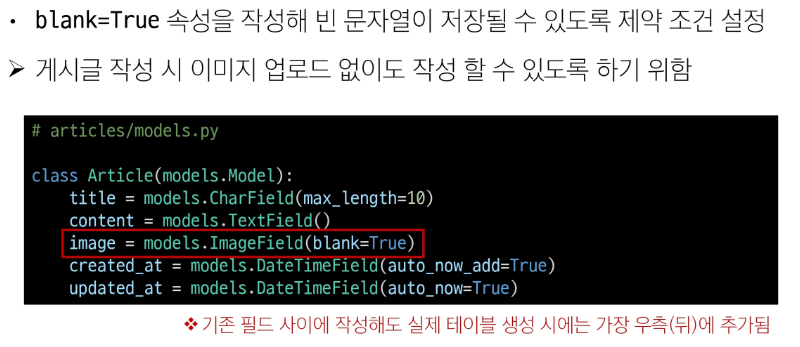 • blank=True 속성을 작성해 빈 문자열이 저장될 수 있도록 제약 조건 설정
➢ 게시글 작성 시 이미지 업로드 없이도 작성 할 수 있도록 하기 위함
# articles/models.py
class Article(models.Model):
    title = models.CharField(max_length=10)
    content = models.TextField()
    image = models.ImageField(blank=True)
    created_at = models.DateTimeField(auto_now_add=True)
    updated_at = models.DateTimeField(auto_now=True)
❖ 기존 필드 사이에 작성해도 실제 테이블 생성 시에는 가장 우측(뒤)에 추가됨